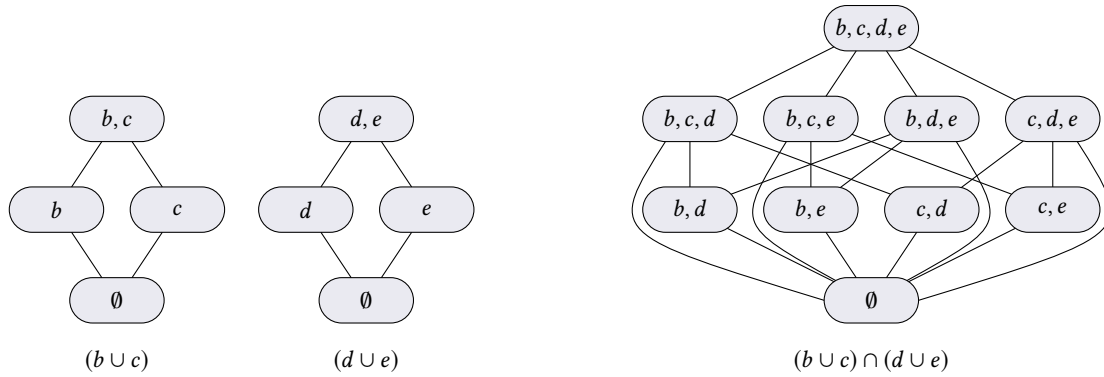 b, c, d, e
b, c d, e b, c, d b, c, e b, d, e c, d, e
b c d e b, d b, e c, d c, e
∅ ∅ ∅
(b ∪ c) (d ∪ e) (b ∪ c) ∩ (d ∪ e)